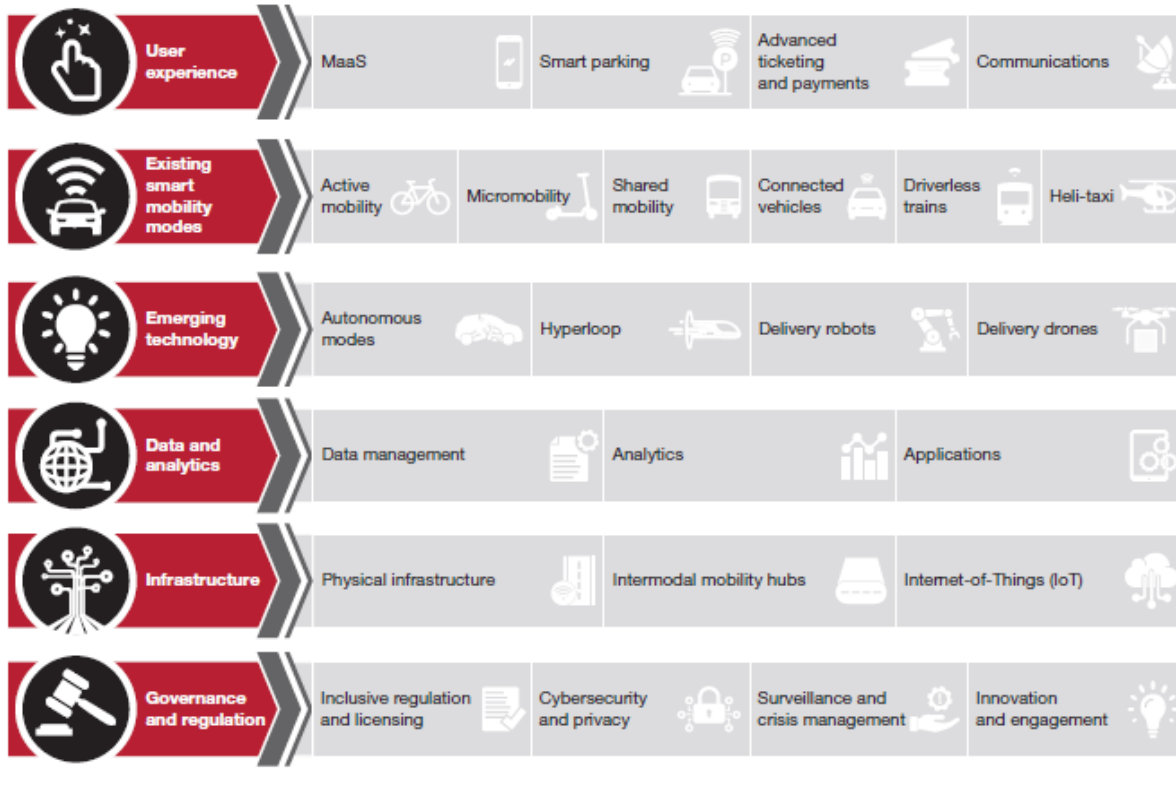 User
experience
MaaS
Smart parking
P
Advanced
ticketing
and payments
Communications
Existing
smart
mobility
modes
Active
mobility
Micromobility
Shared
mobility
Connected
vehicles
Driverless
trains
Heli-taxi
Emerging
technology
Autonomous
modes
Hyperloop
Delivery robots
Delivery drones
Data and
analytics
Data management
Analytics
Applications
Infrastructure
Physical infrastructure
Intermodal mobility hubs
Internet-of-Things (IoT)
Governance
and regulation
Inclusive regulation
and licensing
Cybersecurity
and privacy
Surveillance and
crisis management
Innovation
and engagement